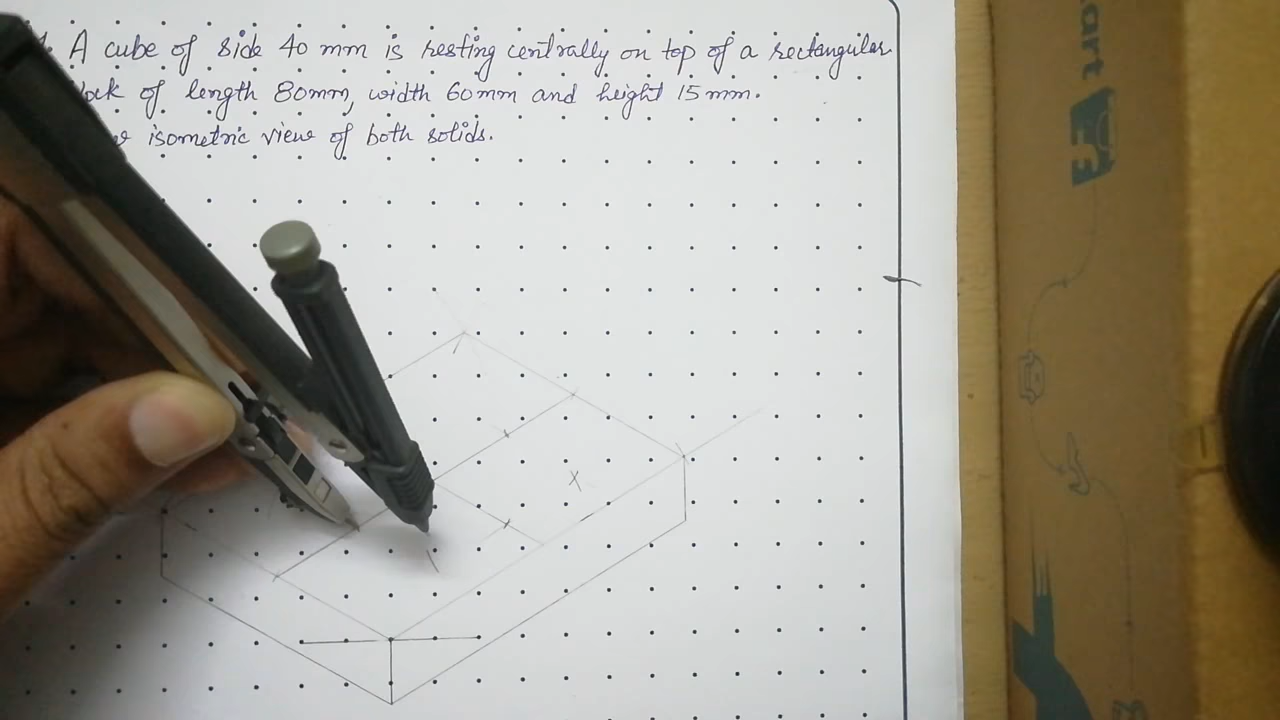 A cube of side 40 mm is resting centrally on top of a rectangular
of length 80mm, width 60mm and height 15mm.
isometric view of both solids.
kart